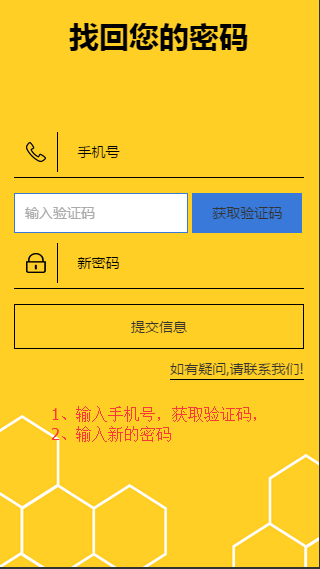 找回您的密码
手机号
输入验证码 获取验证码
新密码
提交信息
如有疑问,请联系我们!
1、输入手机号，获取验证码，
2、输入新的密码